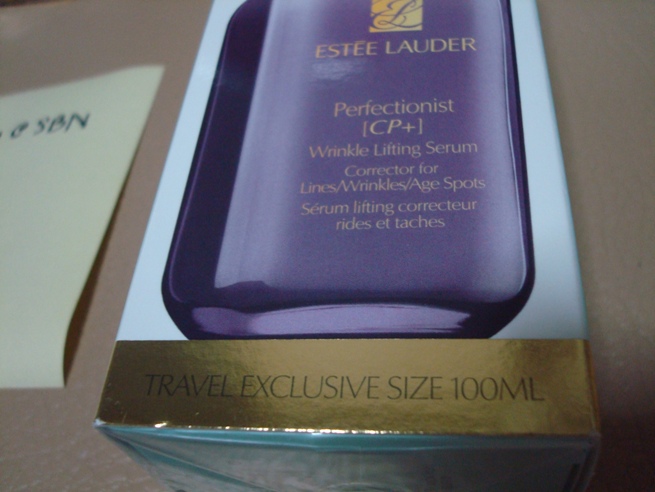 @ SBN
ESTĒE LAUDER
Perfectionist
[CP+]
Wrinkle Lifting Serum
Corrector for
Lines/Wrinkles/Age Spots
Sérum lifting correcteur
rides et taches
TRAVEL EXCLUSIVE SIZE 100ML